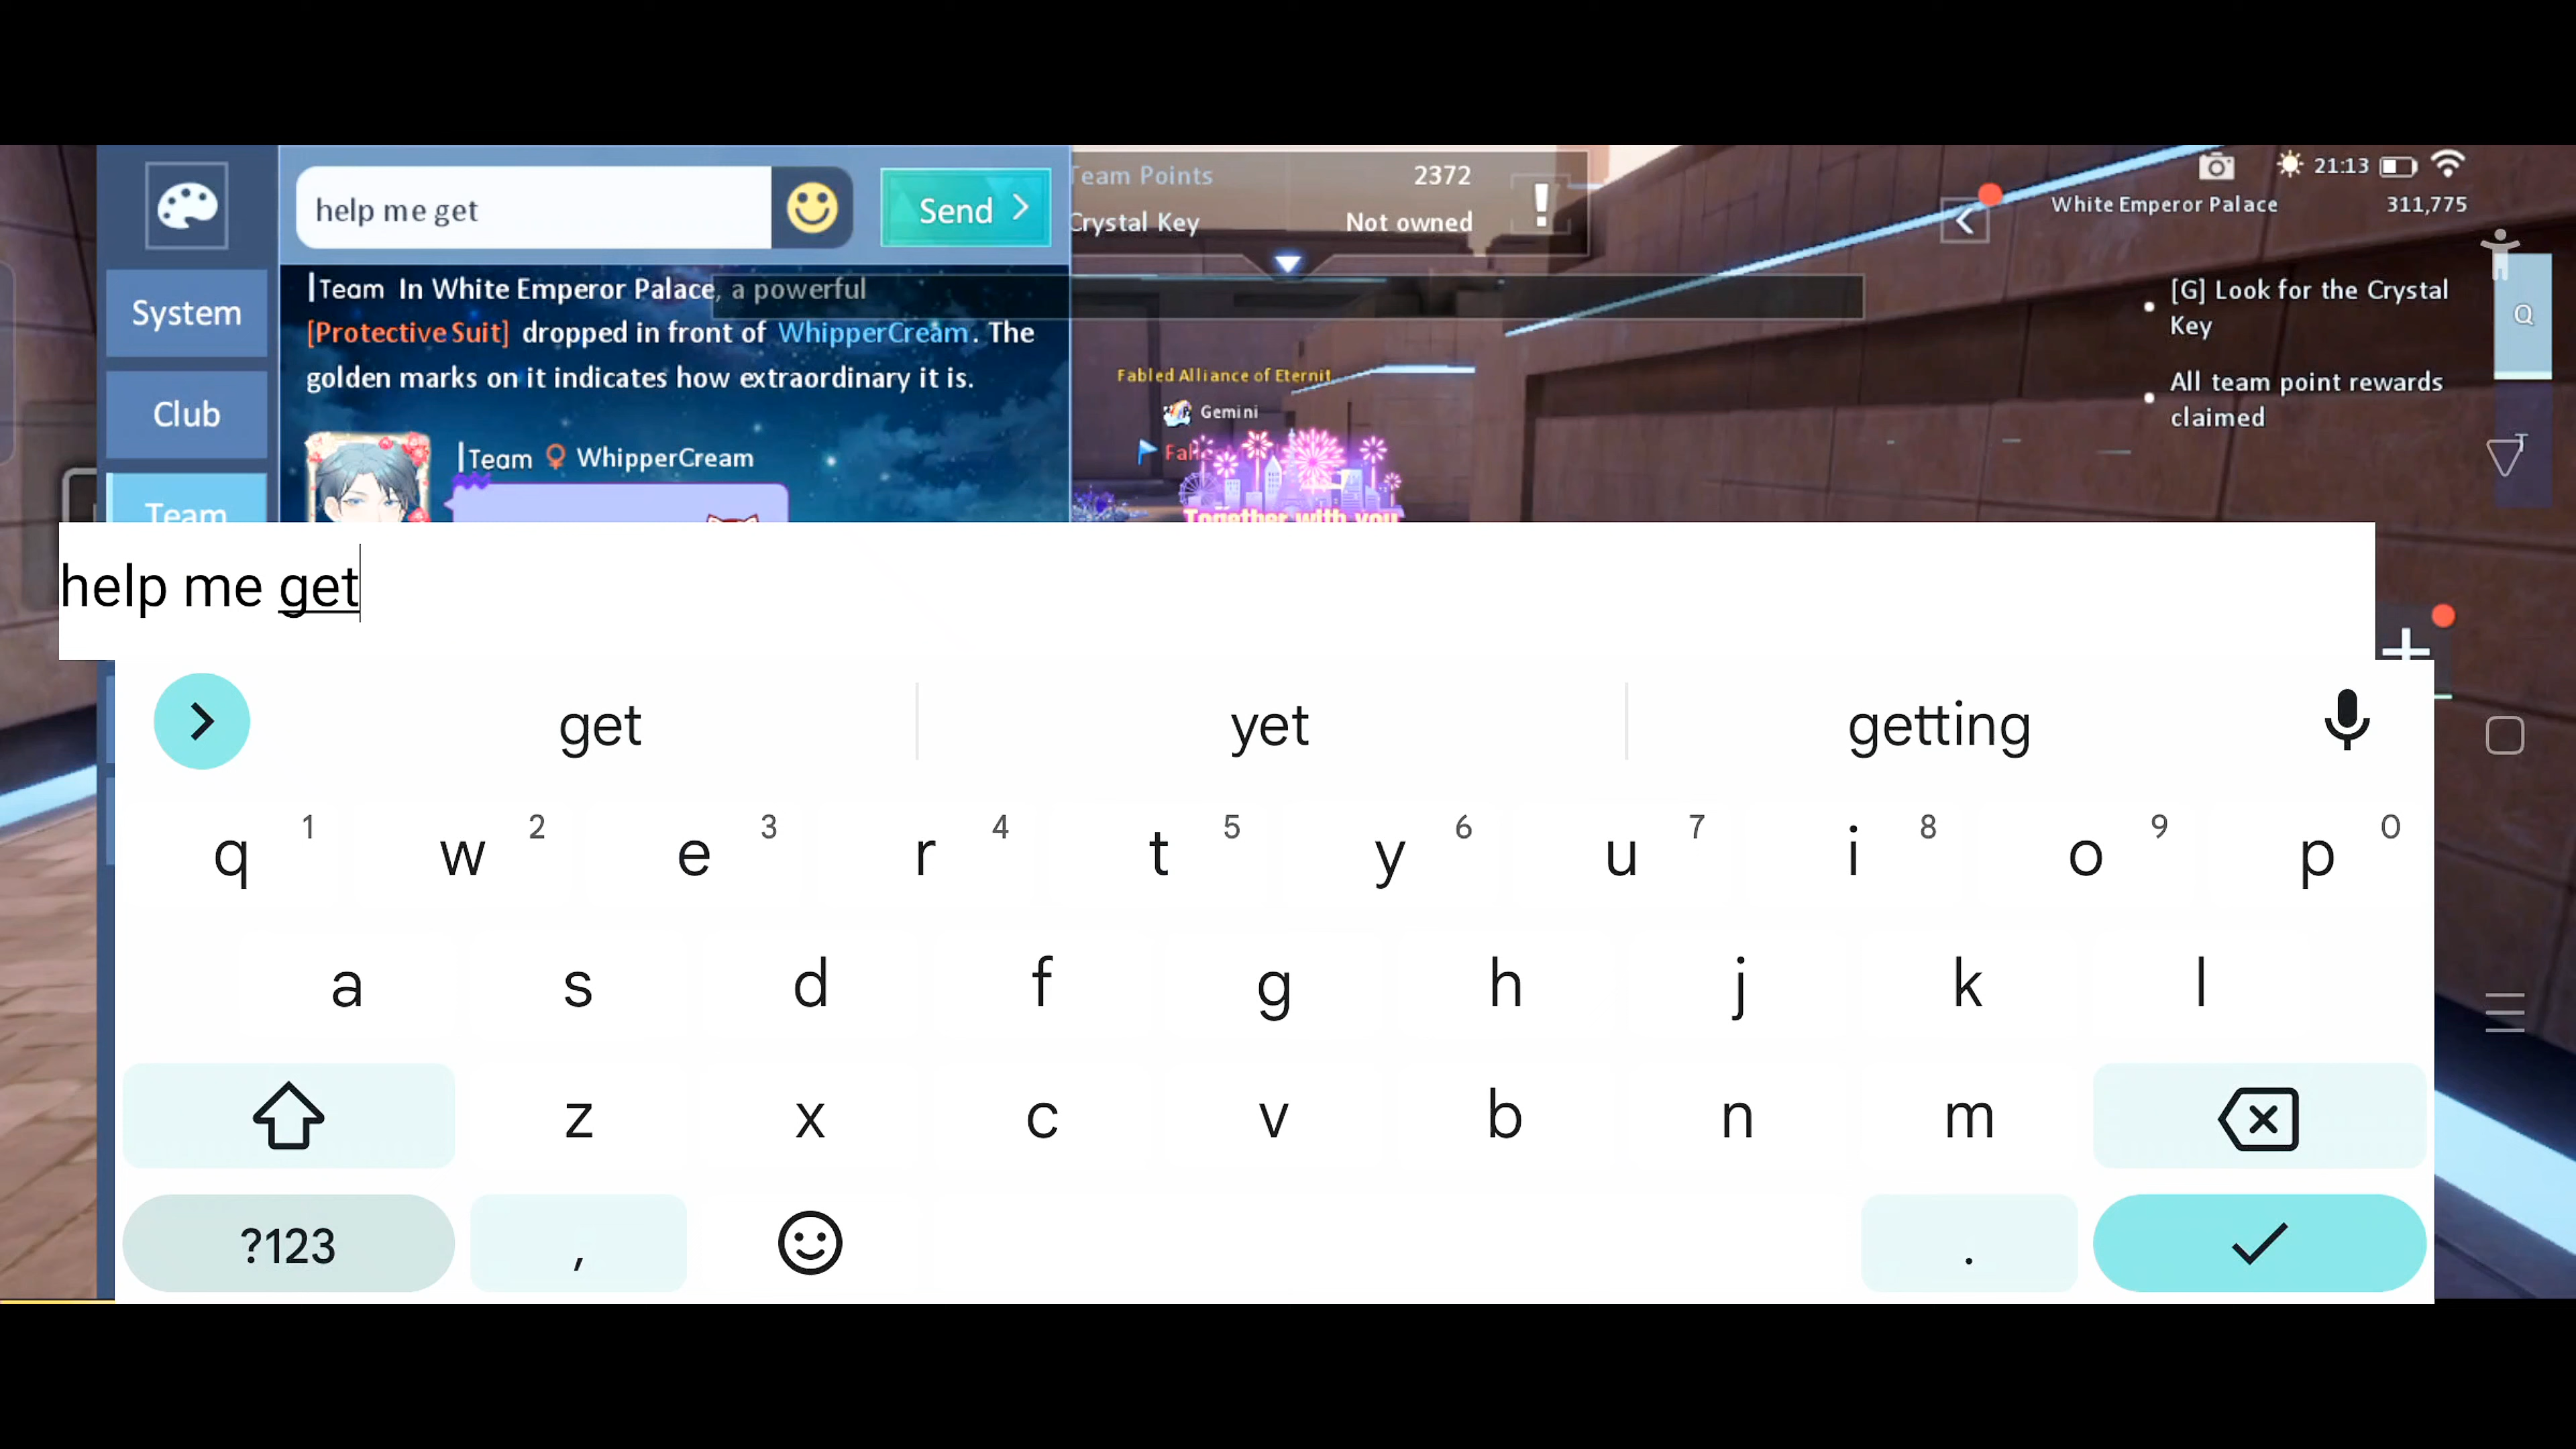 help me get
Send >
System
Club
Team
|Team In White Emperor Palace, a powerful
[Protective Suit] dropped in front of WhipperCream. The
golden marks on it indicates how extraordinary it is.
|Team ♀ WhipperCream
Team Points 2372
Crystal Key Not owned
!
21:13
White Emperor Palace 311,775
[G] Look for the Crystal
Key
All team point rewards
claimed
Q
T
Fabled Alliance of Eternit
Gemini
Together with you
help me get
get yet getting
q 1 w 2 e 3 r 4 t 5 y 6 u 7 i 8 o 9 p 0
a s d f g h j k l
z x c v b n m
?123 , .